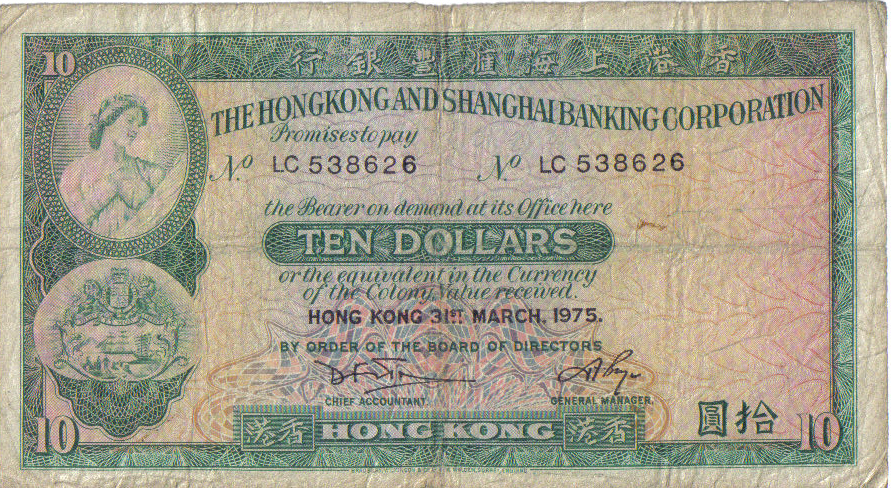 香港上海滙豐銀行
10
THE HONGKONG AND SHANGHAI BANKING CORPORATION
Promises to pay
No LC 538626 No LC 538626
the Bearer on demand at its Office here
TEN DOLLARS
or the equivalent in the Currency
of the Colony, Value received.
HONG KONG 31ST MARCH, 1975.
BY ORDER OF THE BOARD OF DIRECTORS
CHIEF ACCOUNTANT. GENERAL MANAGER.
10 香港 HONG KONG 香港 拾圓 10